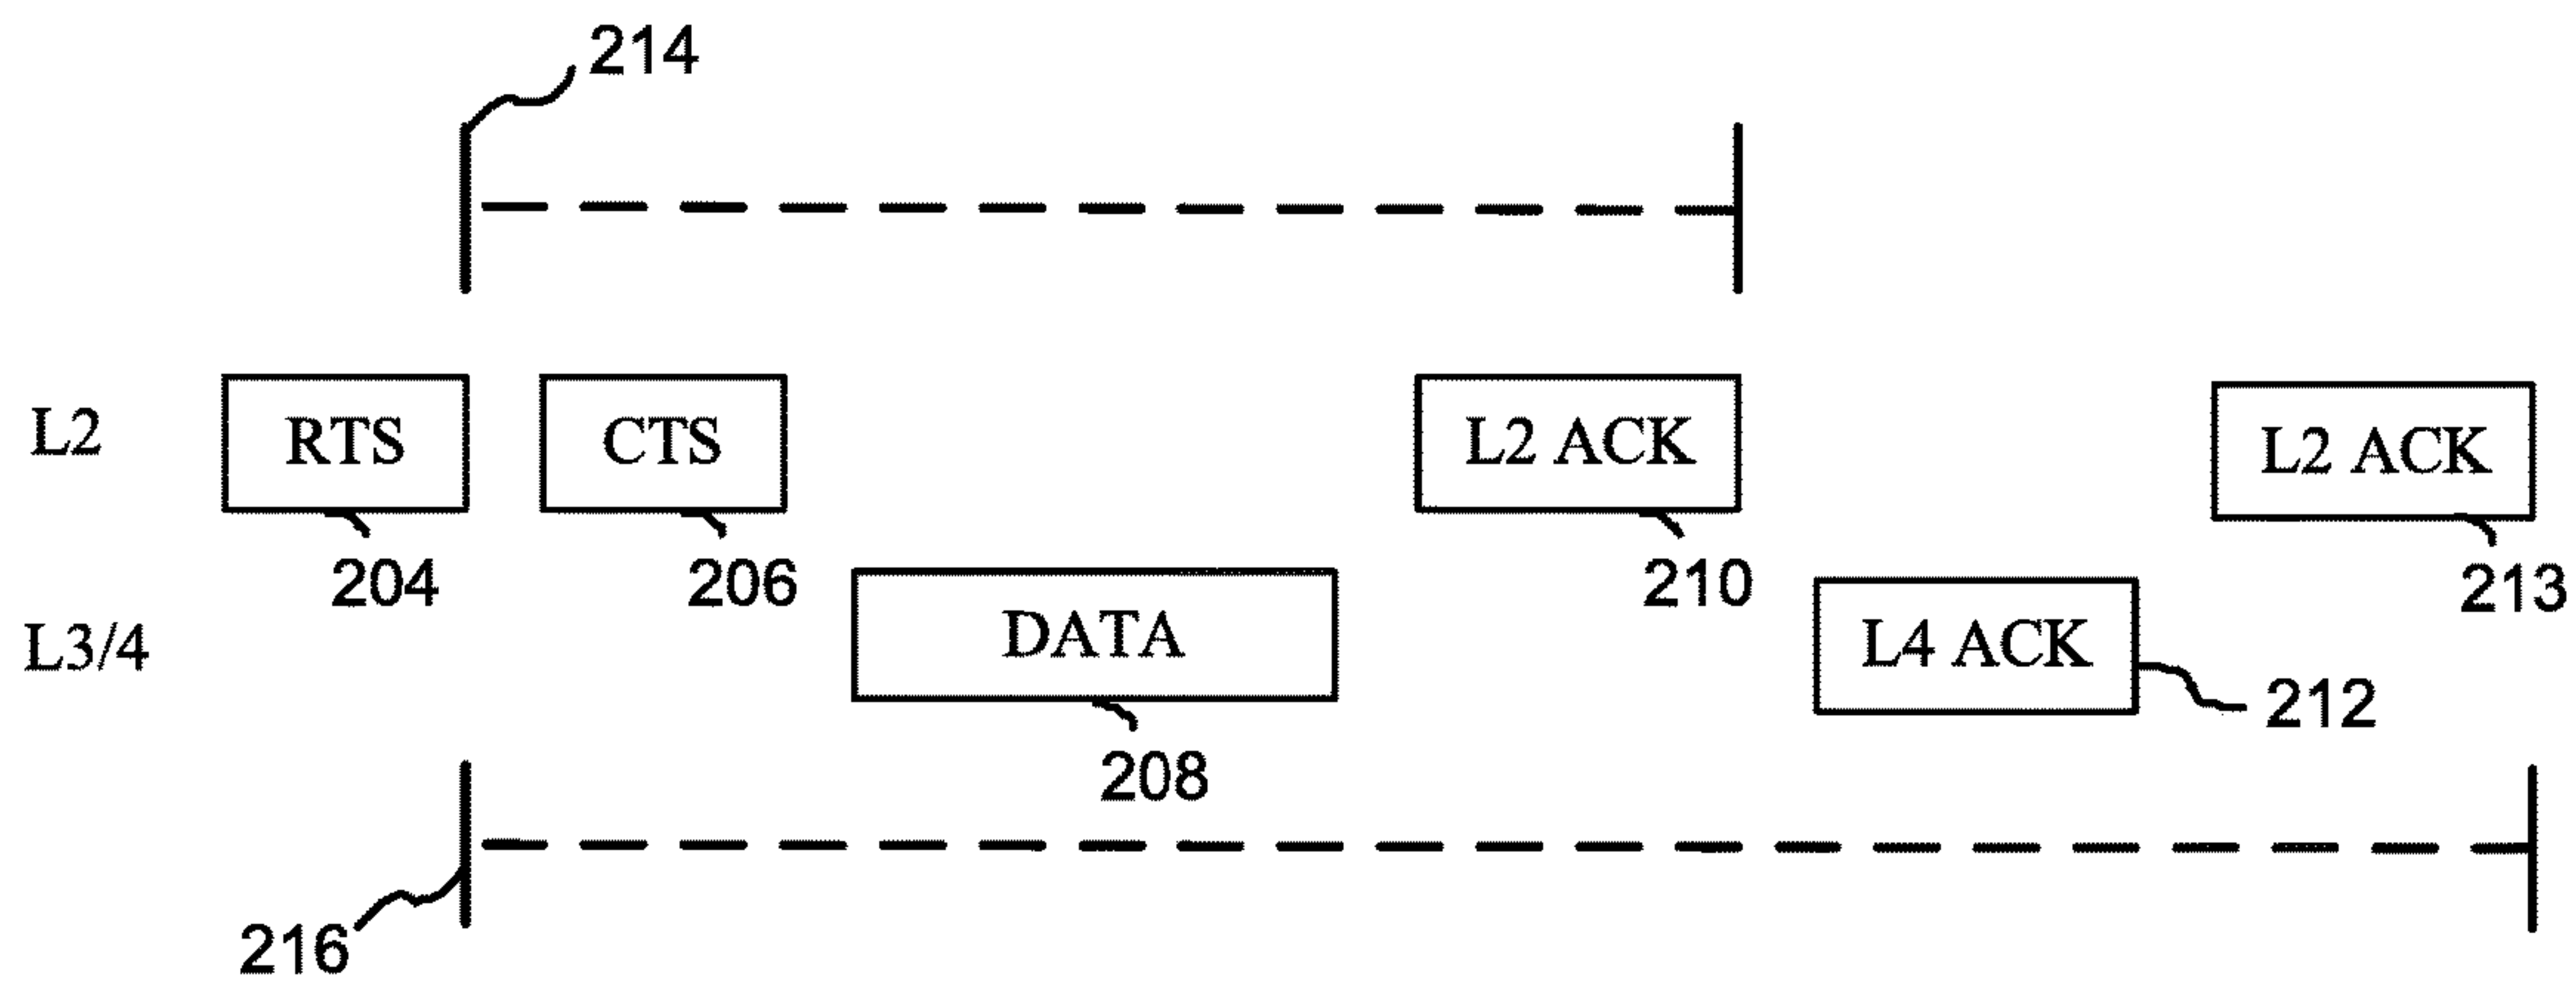 214
L2 RTS CTS L2 ACK L2 ACK
204 206 210 213
L3/4 DATA L4 ACK
212
208
216